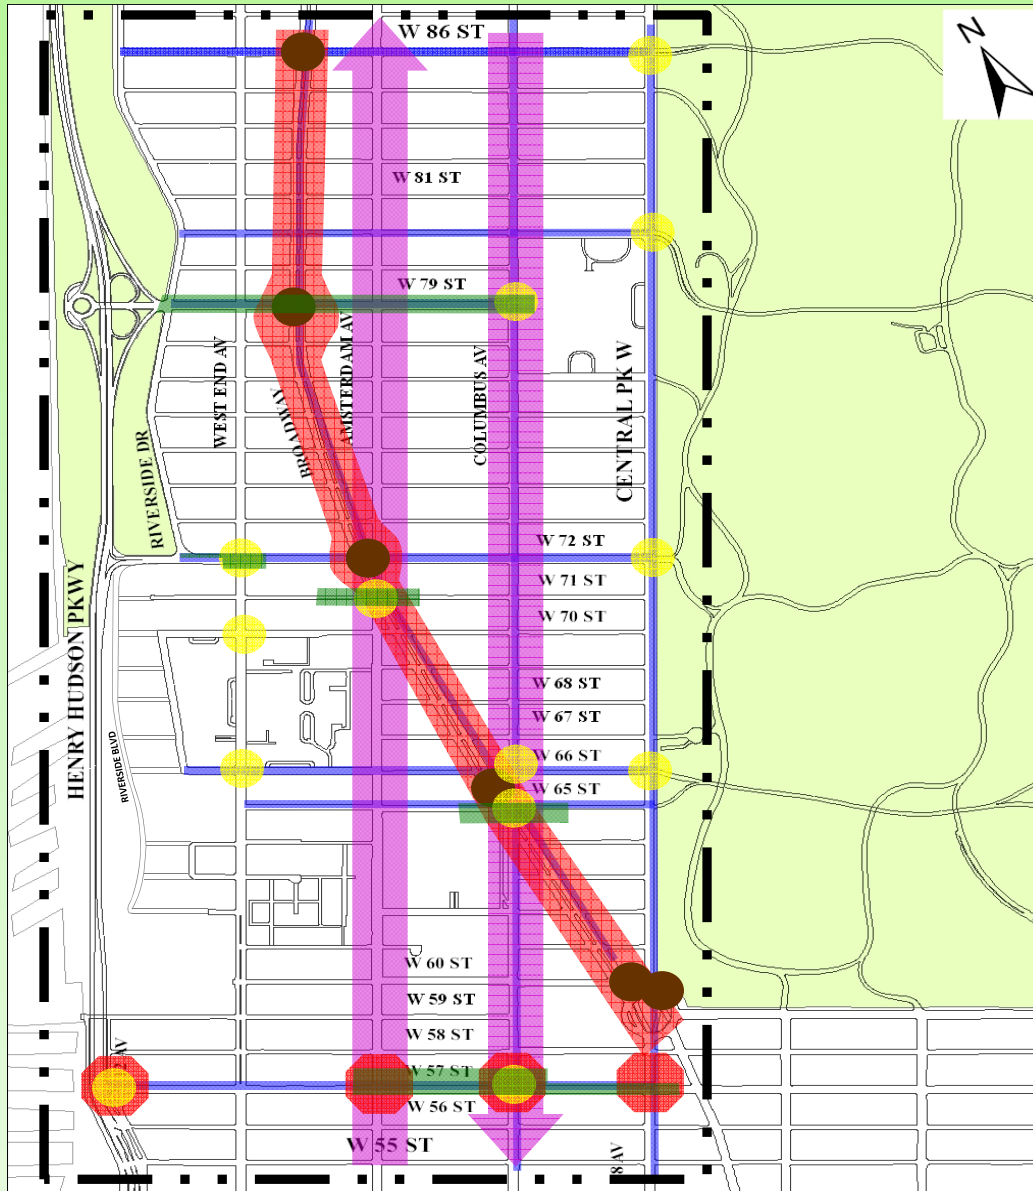 W 86 ST
N
W 81 ST
W 79 ST
WEST END AV
BROADWAY
AMSTERDAM AV
COLUMBUS AV
CENTRAL PK W
RIVERSIDE DR
HENRY HUDSON PKWY
RIVERSIDE BLVD
W 72 ST
W 71 ST
W 70 ST
W 68 ST
W 67 ST
W 66 ST
W 65 ST
W 60 ST
W 59 ST
W 58 ST
W 57 ST
W 56 ST
W 55 ST
AV
8 AV